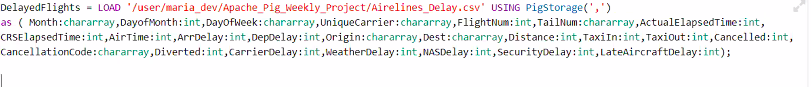 DelayedFlights = LOAD '/user/maria_dev/Apache_Pig_Weekly_Project/Airelines_Delay.csv' USING PigStorage(',')
as ( Month:chararray,DayofMonth:int,DayOfWeek:chararray,UniqueCarrier:chararray,FlightNum:int,TailNum:chararray,ActualElapsedTime:int,
CRSElapsedTime:int,AirTime:int,ArrDelay:int,DepDelay:int,Origin:chararray,Dest:chararray,Distance:int,TaxiIn:int,TaxiOut:int,Cancelled:int,
CancellationCode:chararray,Diverted:int,CarrierDelay:int,WeatherDelay:int,NASDelay:int,SecurityDelay:int,LateAircraftDelay:int);